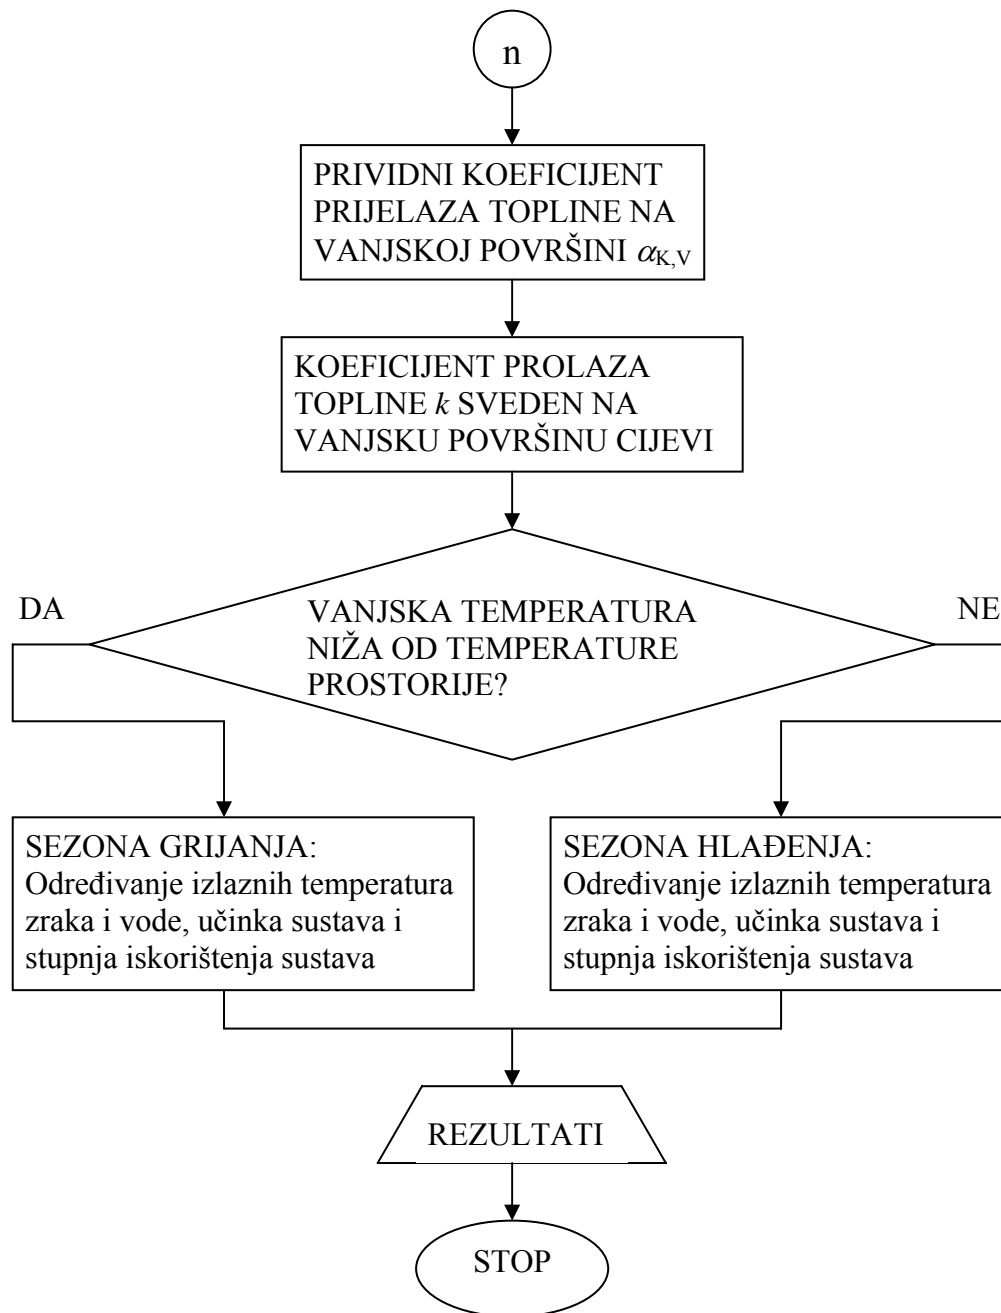 n
PRIVIDNI KOEFICIJENT
PRIJELAZA TOPLINE NA
VANJSKOJ POVRŠINI αK,V
KOEFICIJENT PROLAZA
TOPLINE k SVEDEN NA
VANJSKU POVRŠINU CIJEVI
DA
VANJSKA TEMPERATURA
NIŽA OD TEMPERATURE
PROSTORIJE?
NE
SEZONA GRIJANJA:
Određivanje izlaznih temperatura
zraka i vode, učinka sustava i
stupnja iskorištenja sustava
SEZONA HLAĐENJA:
Određivanje izlaznih temperatura
zraka i vode, učinka sustava i
stupnja iskorištenja sustava
REZULTATI
STOP